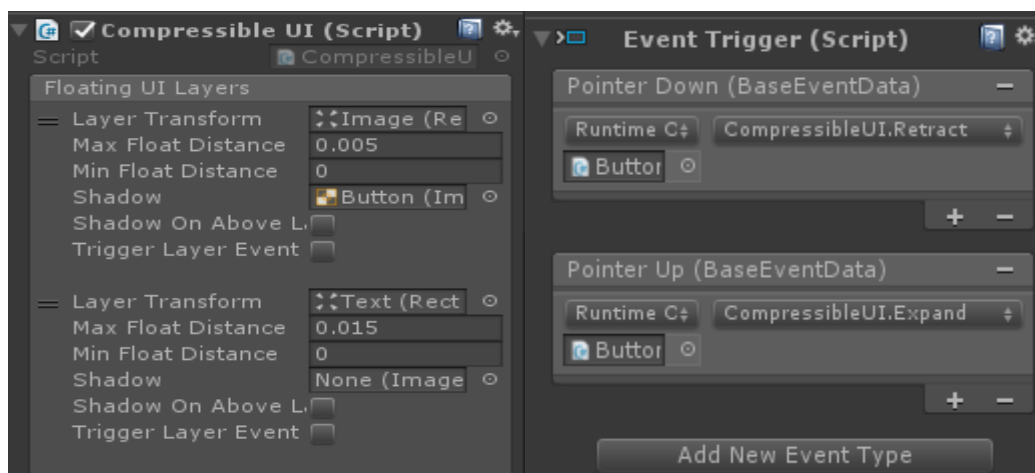 Compressible UI (Script)
Script CompressibleU
Floating UI Layers
Layer Transform Image (Re
Max Float Distance 0.005
Min Float Distance 0
Shadow Button (Im
Shadow On Above L
Trigger Layer Event
Layer Transform Text (Rect
Max Float Distance 0.015
Min Float Distance 0
Shadow None (Image
Shadow On Above L
Trigger Layer Event
Event Trigger (Script)
Pointer Down (BaseEventData)
Runtime C CompressibleUI.Retract
Button
Pointer Up (BaseEventData)
Runtime C CompressibleUI.Expand
Button
Add New Event Type